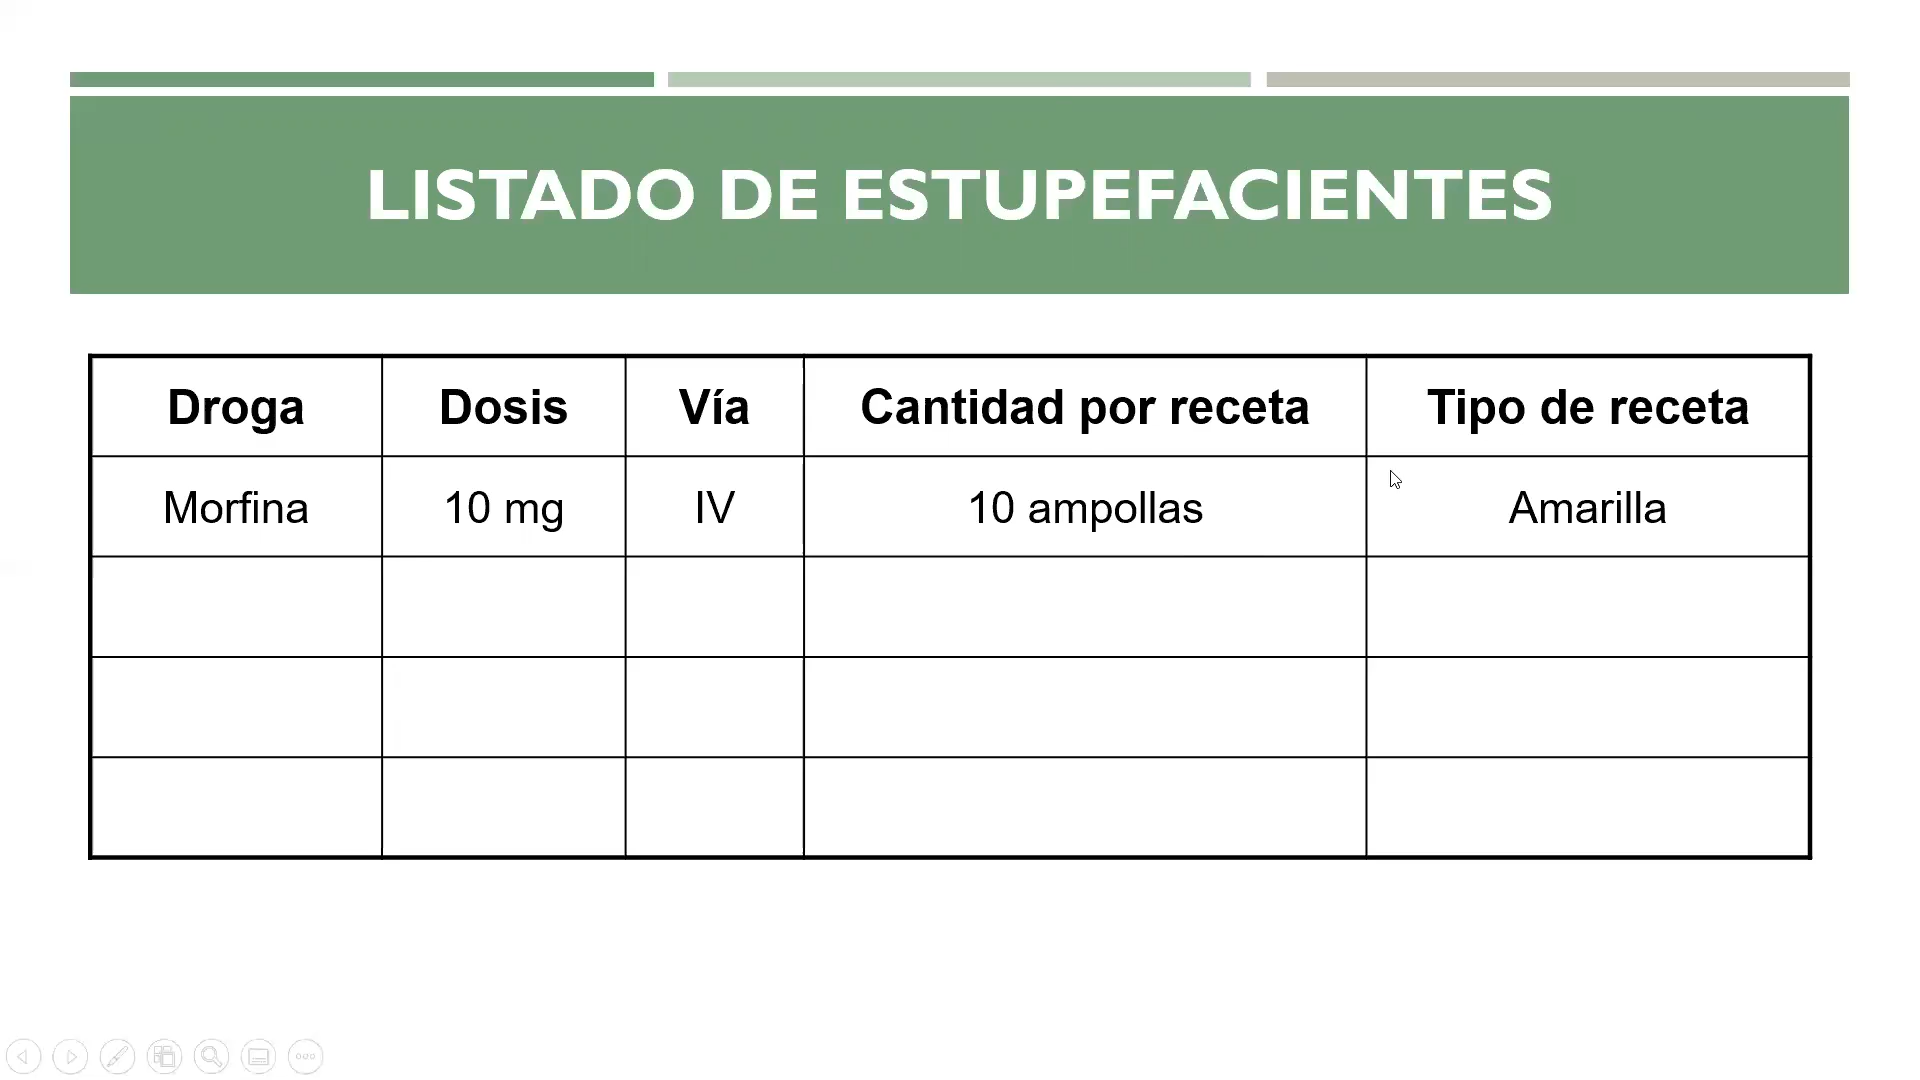 LISTADO DE ESTUPEFACIENTES
Droga Dosis Vía Cantidad por receta Tipo de receta
Morfina 10 mg IV 10 ampollas Amarilla